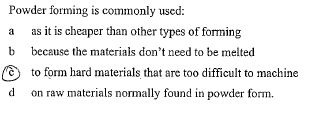 Powder forming is commonly used:
a as it is cheaper than other types of forming
b because the materials don't need to be melted
c to form hard materials that are too difficult to machine
d on raw materials normally found in powder form.